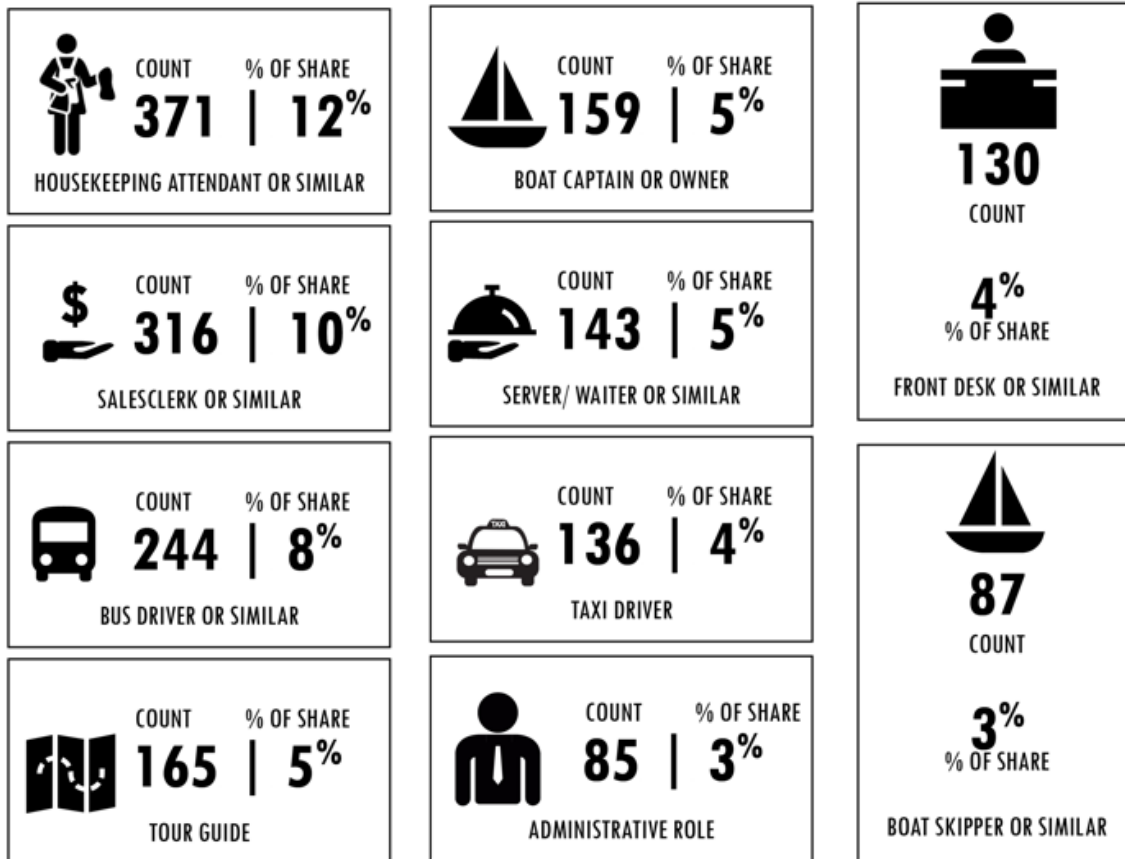 COUNT % OF SHARE
371 | 12%
HOUSEKEEPING ATTENDANT OR SIMILAR
COUNT % OF SHARE
316 | 10%
SALESCLERK OR SIMILAR
COUNT % OF SHARE
244 | 8%
BUS DRIVER OR SIMILAR
COUNT % OF SHARE
165 | 5%
TOUR GUIDE
COUNT % OF SHARE
159 | 5%
BOAT CAPTAIN OR OWNER
$
COUNT % OF SHARE
143 | 5%
SERVER/ WAITER OR SIMILAR
TAXI
COUNT % OF SHARE
136 | 4%
TAXI DRIVER
COUNT % OF SHARE
85 | 3%
ADMINISTRATIVE ROLE
130
COUNT
4%
% OF SHARE
FRONT DESK OR SIMILAR
87
COUNT
3%
% OF SHARE
BOAT SKIPPER OR SIMILAR